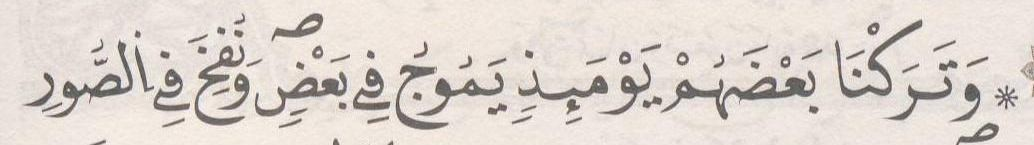 * وَتَرَكْنَا بَعْضَهُمْ يَوْمَئِذٍ يَمُوجُ فِي بَعْضٍ ۖ وَنُفِخَ فِي الصُّورِ